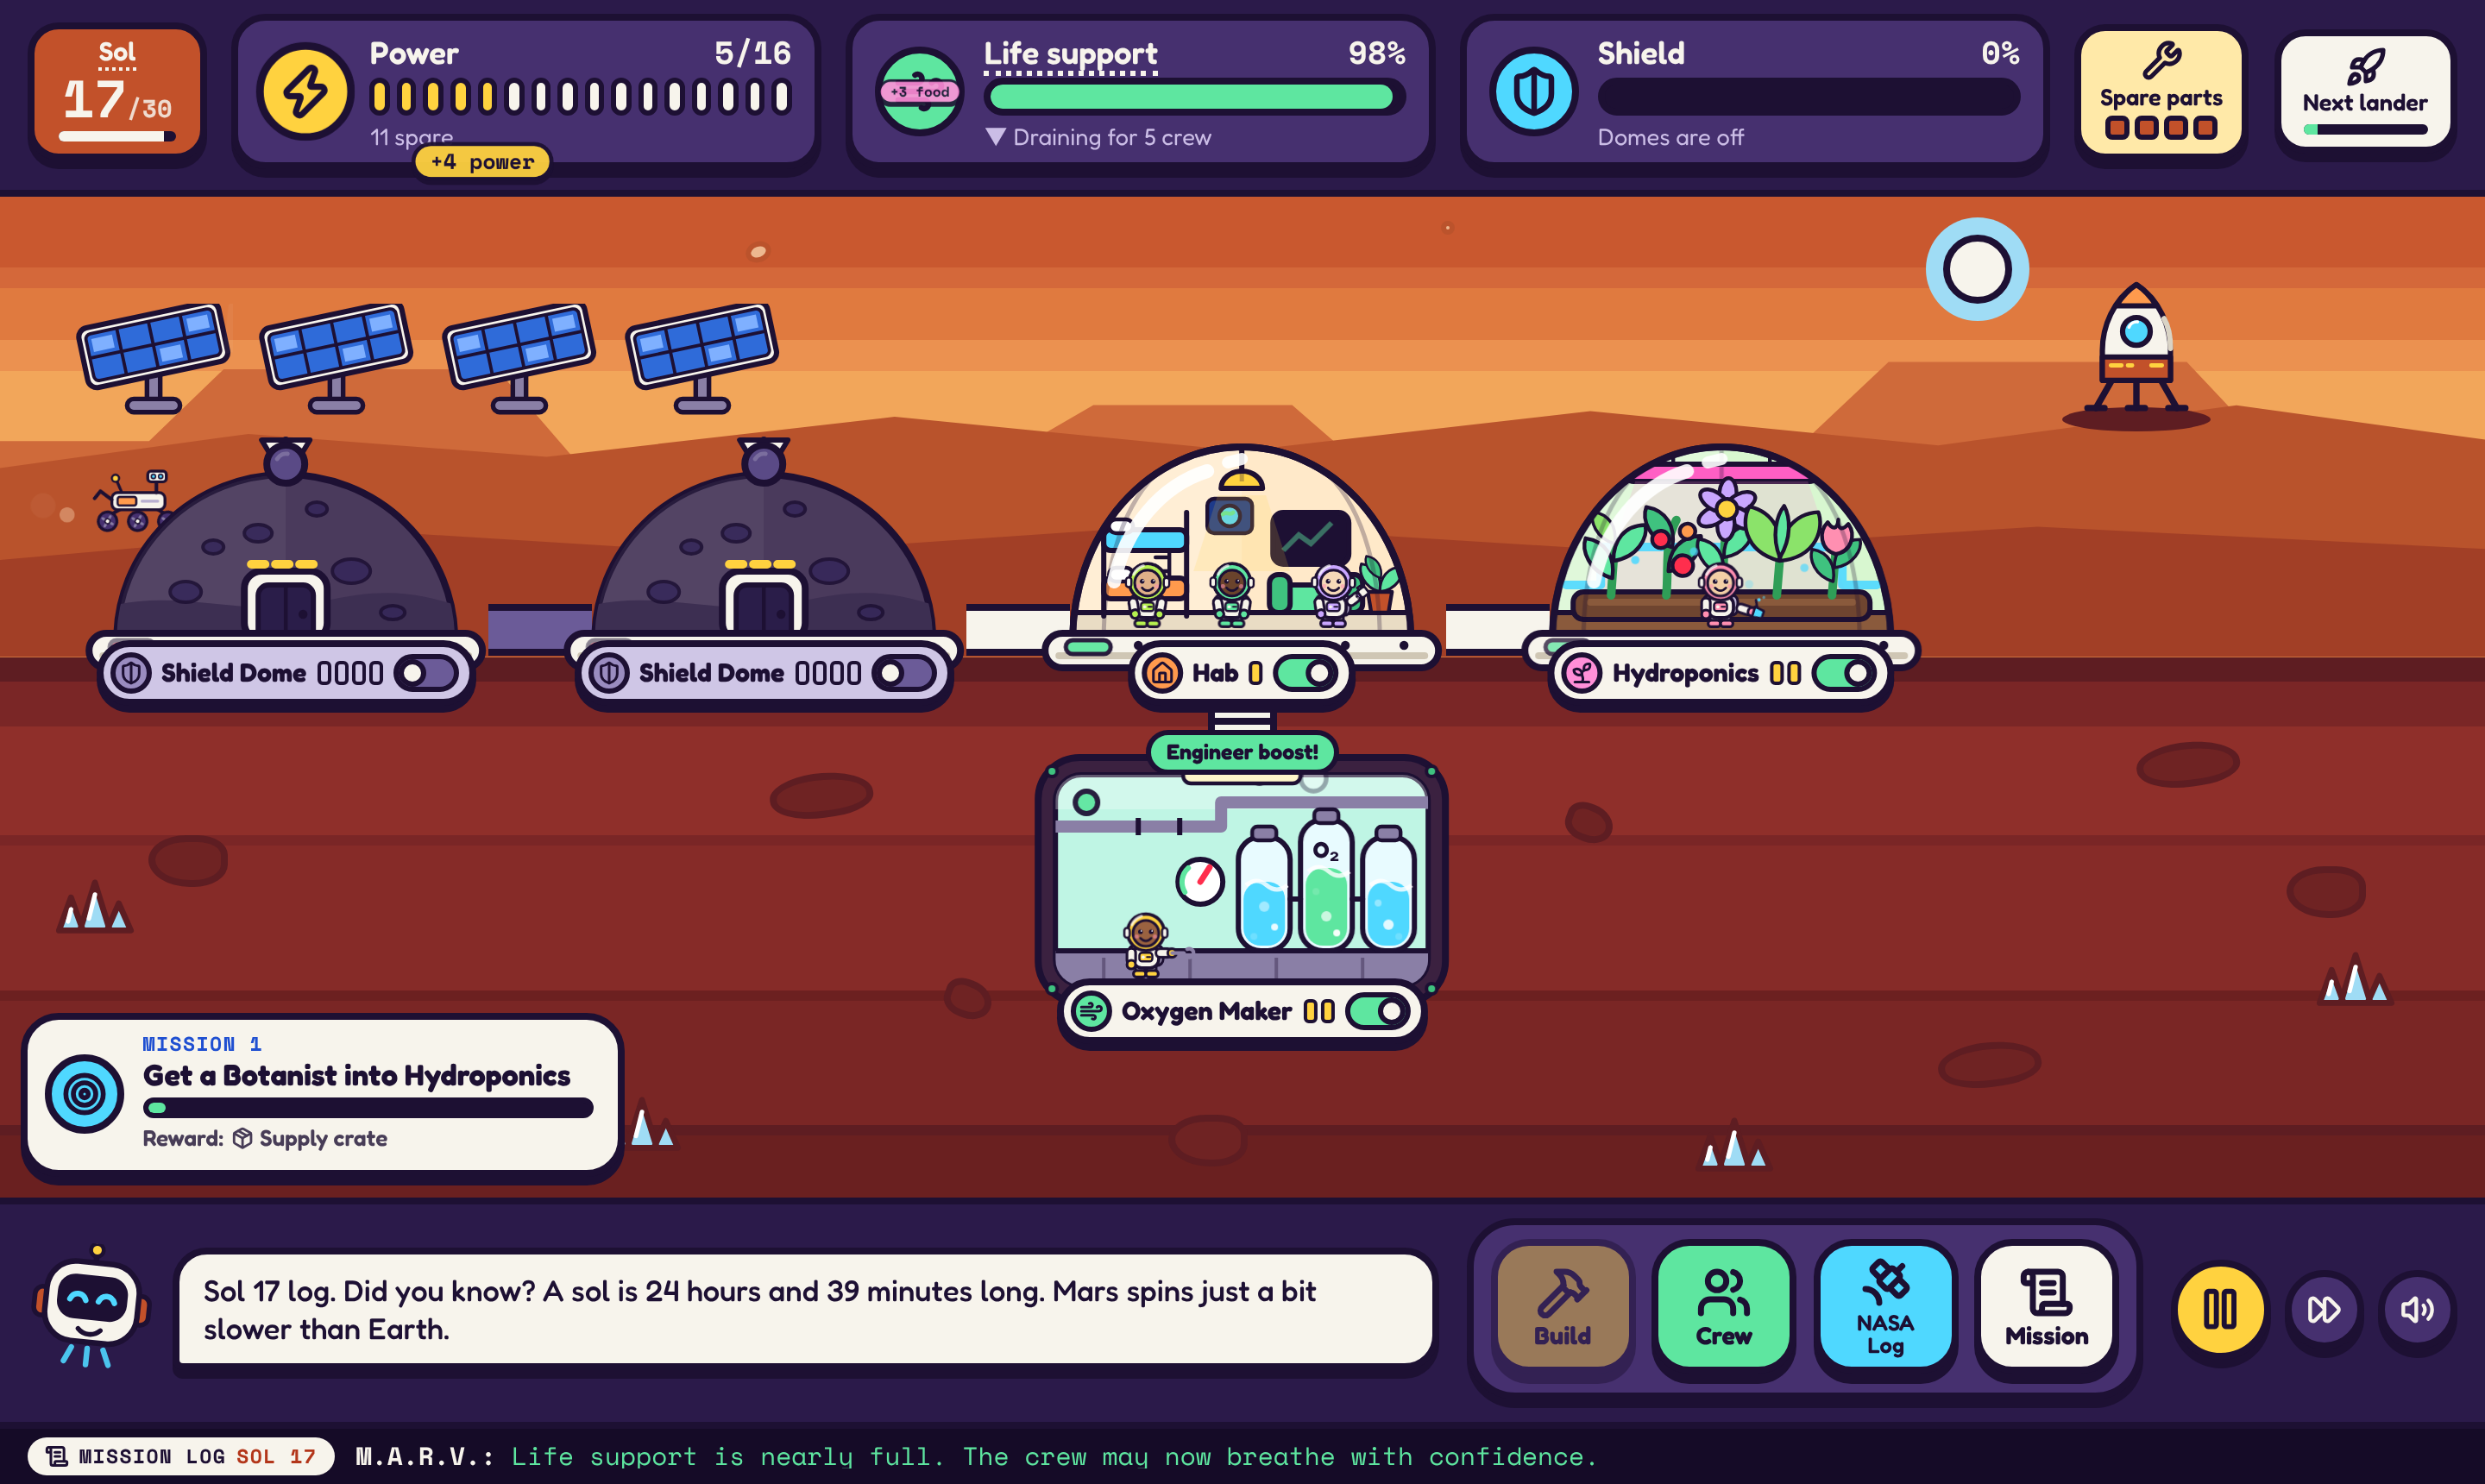 Sol
17/30
Power
5/16
11 spare
+4 power
+3 food
Life support
98%
Draining for 5 crew
Shield
0%
Domes are off
Spare parts
Next lander
Shield Dome
Shield Dome
Hab
Hydroponics
Engineer boost!
O₂
Oxygen Maker
MISSION 1
Get a Botanist into Hydroponics
Reward: Supply crate
Sol 17 log. Did you know? A sol is 24 hours and 39 minutes long. Mars spins just a bit
slower than Earth.
Build
Crew
NASA
Log
Mission
MISSION LOG SOL 17
M.A.R.V.: Life support is nearly full. The crew may now breathe with confidence.